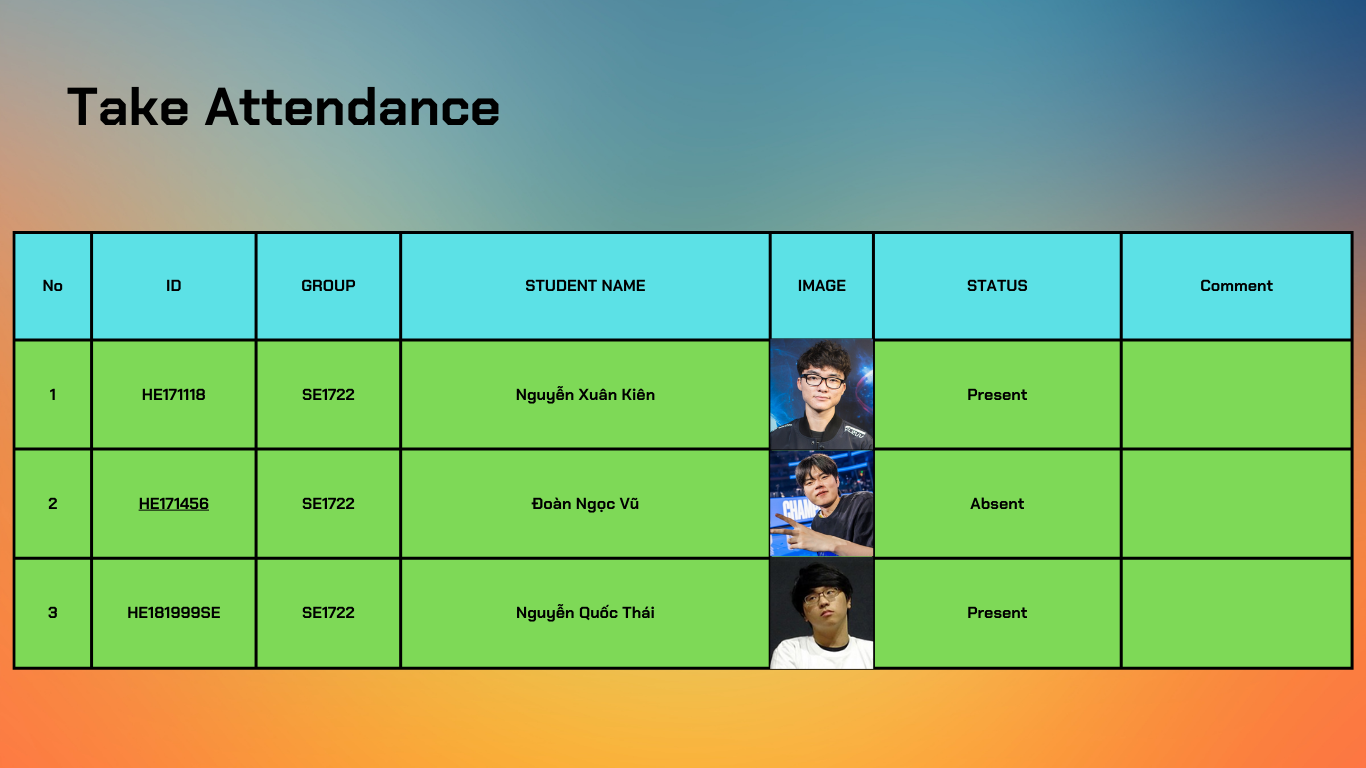 Take Attendance
No ID GROUP STUDENT NAME IMAGE STATUS Comment
1 HE171118 SE1722 Nguyễn Xuân Kiên Present
2 HE171456 SE1722 Đoàn Ngọc Vũ Absent
CHAM
3 HE181999SE SE1722 Nguyễn Quốc Thái Present